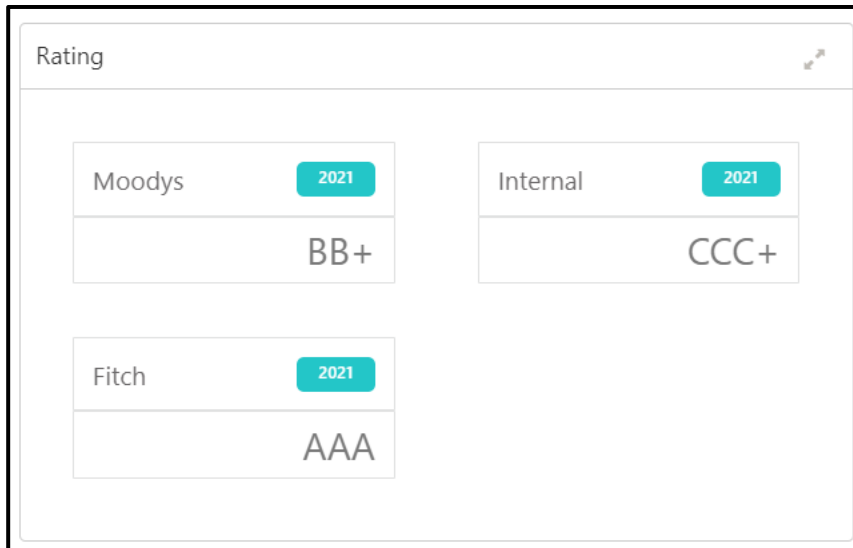 Rating
Moodys 2021
BB+
Internal 2021
CCC+
Fitch 2021
AAA